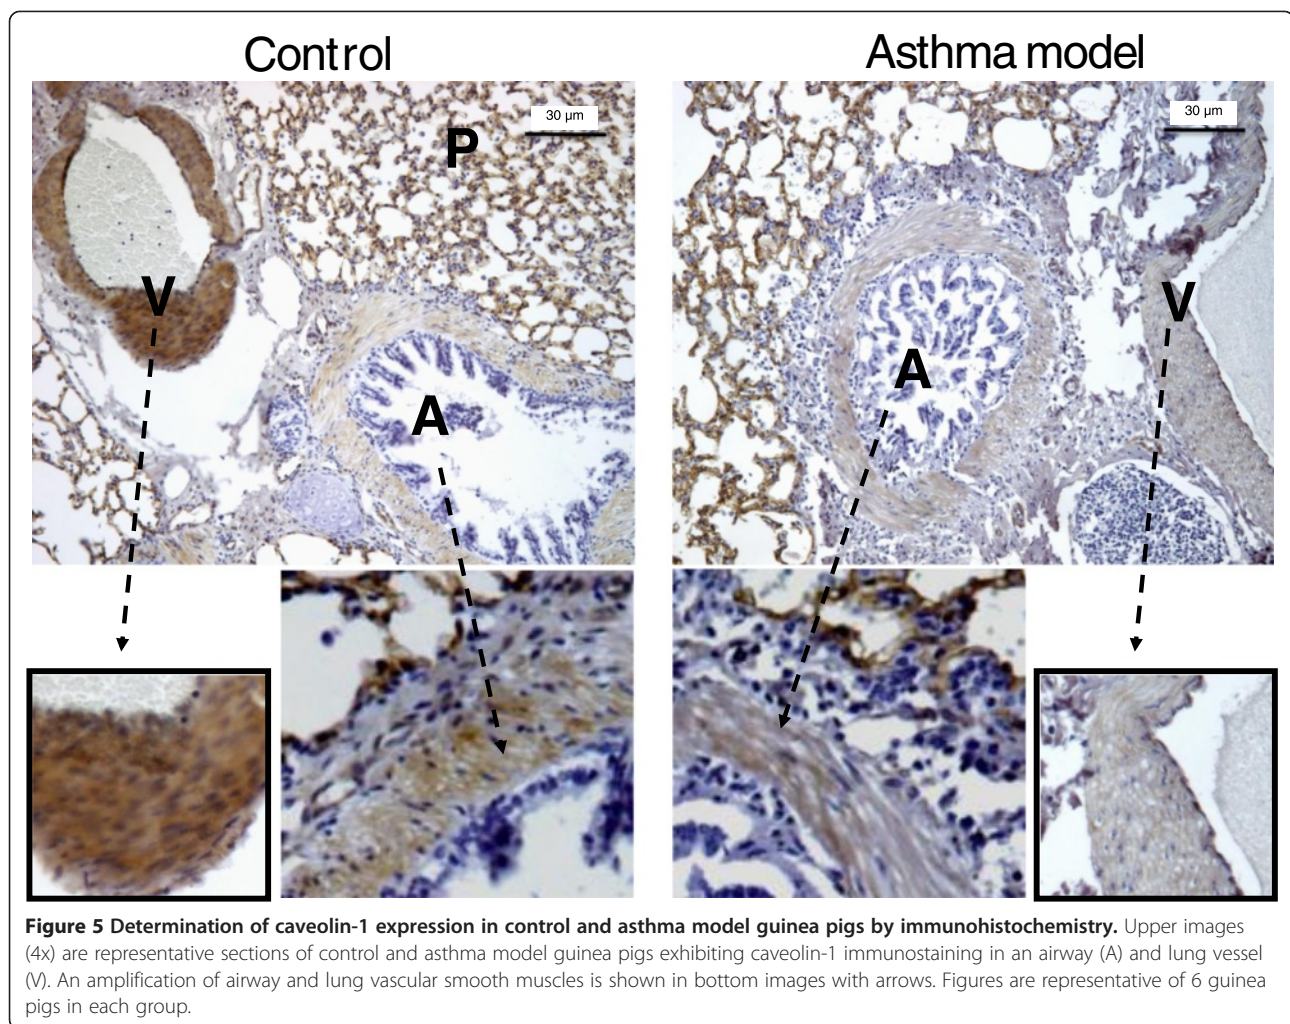 Control
Asthma model
30 µm
P
V
A
30 µm
A
V
Figure 5 Determination of caveolin-1 expression in control and asthma model guinea pigs by immunohistochemistry. Upper images
(4x) are representative sections of control and asthma model guinea pigs exhibiting caveolin-1 immunostaining in an airway (A) and lung vessel
(V). An amplification of airway and lung vascular smooth muscles is shown in bottom images with arrows. Figures are representative of 6 guinea
pigs in each group.